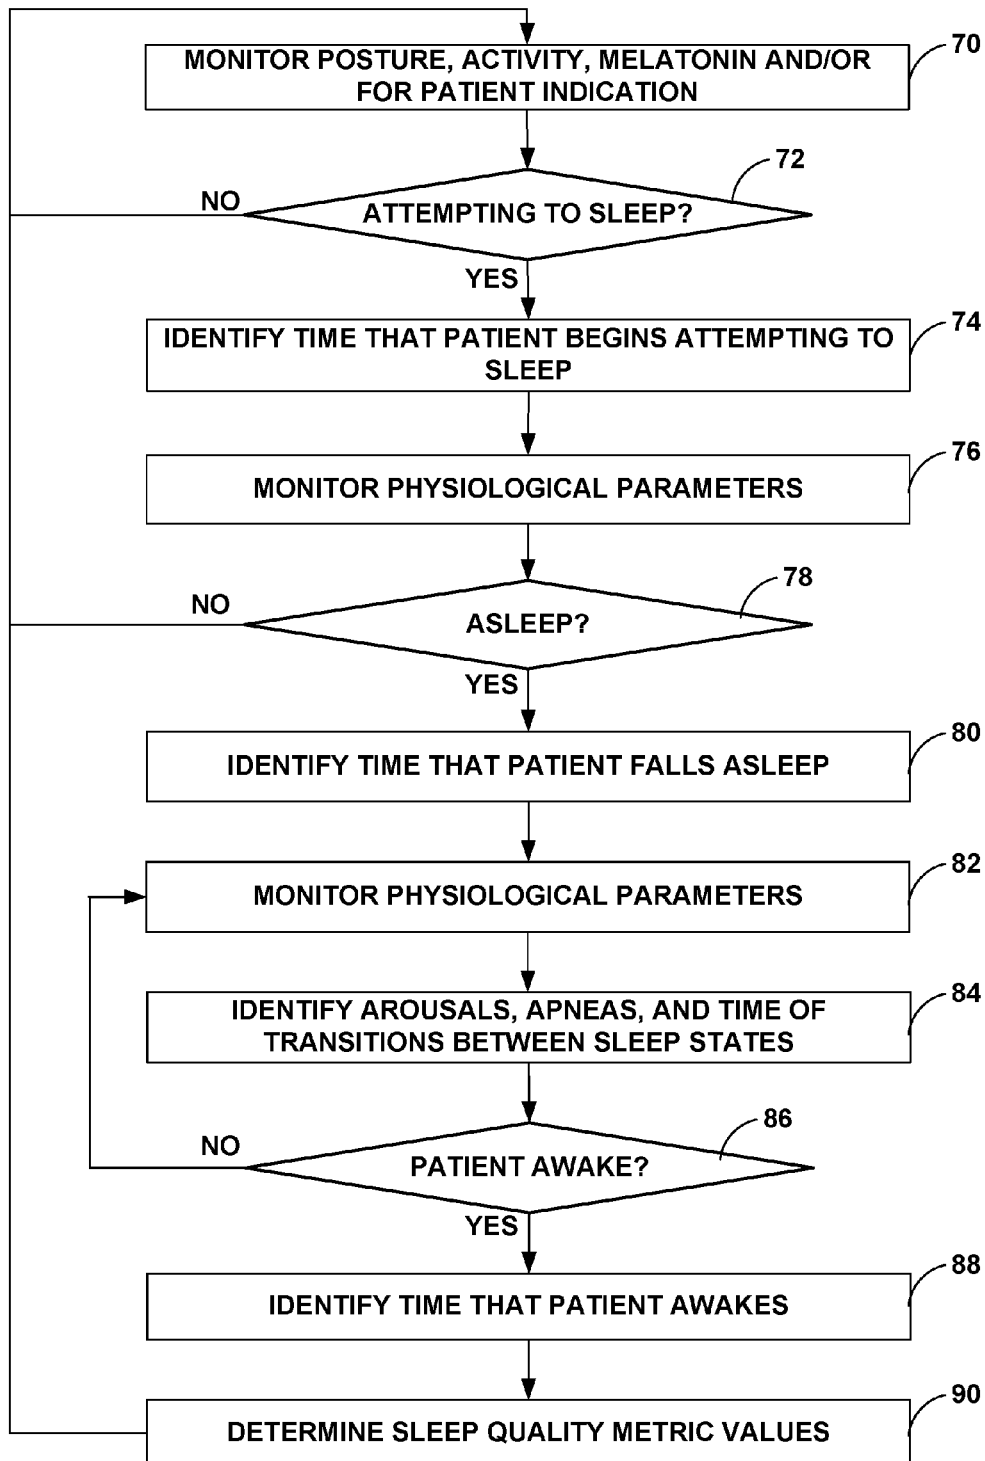 MONITOR POSTURE, ACTIVITY, MELATONIN AND/OR
FOR PATIENT INDICATION
70
72
NO
ATTEMPTING TO SLEEP?
YES
IDENTIFY TIME THAT PATIENT BEGINS ATTEMPTING TO
SLEEP
74
MONITOR PHYSIOLOGICAL PARAMETERS
76
78
NO
ASLEEP?
YES
IDENTIFY TIME THAT PATIENT FALLS ASLEEP
80
MONITOR PHYSIOLOGICAL PARAMETERS
82
IDENTIFY AROUSALS, APNEAS, AND TIME OF
TRANSITIONS BETWEEN SLEEP STATES
84
86
NO
PATIENT AWAKE?
YES
IDENTIFY TIME THAT PATIENT AWAKES
88
DETERMINE SLEEP QUALITY METRIC VALUES
90